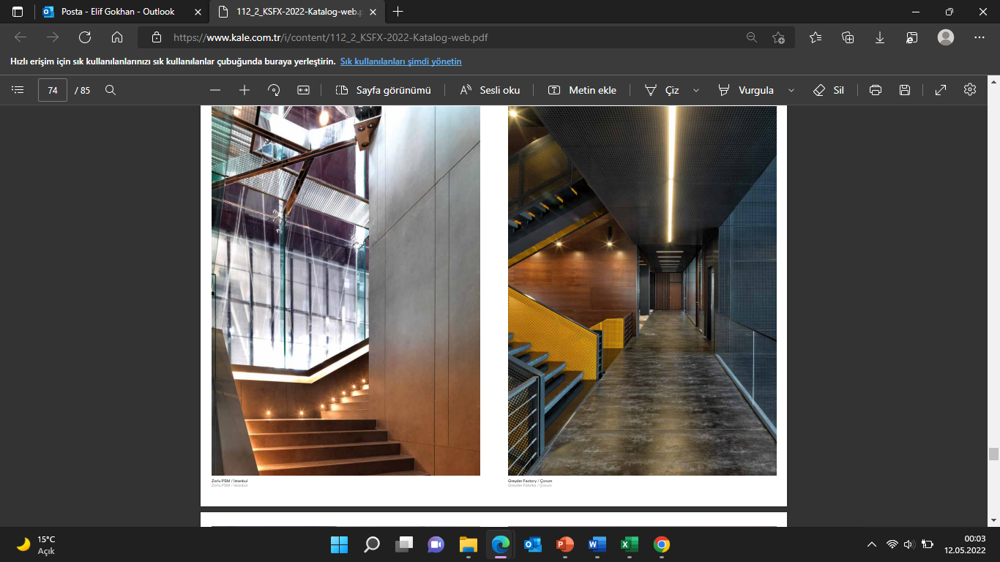 Posta - Elif Gokhan - Outlook
112_2_KSFX-2022-Katalog-web.p
https://www.kale.com.tr/i/content/112_2_KSFX-2022-Katalog-web.pdf
Hızlı erişim için sık kullanılanlarınızı sık kullanılanlar çubuğunda buraya yerleştirin. Sık kullanılanları şimdi yönetin
74 / 85 Sayfa görünümü Sesli oku Metin ekle Çiz Vurgula Sil
Zorlu PSM / İstanbul
Zorlu PSM / İstanbul
Greyder Factory / Çorum
Greyder Fabrika / Çorum
15°C
Açık
00:03
12.05.2022